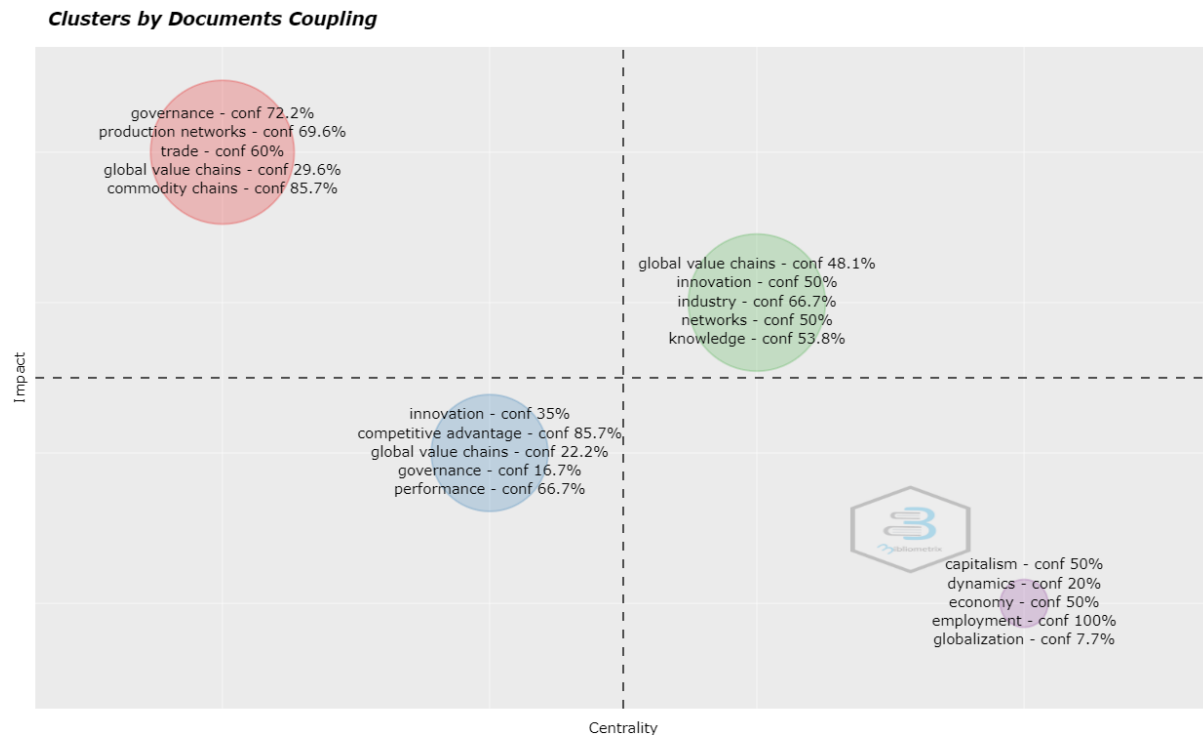 Clusters by Documents Coupling
governance - conf 72.2%
production networks - conf 69.6%
trade - conf 60%
global value chains - conf 29.6%
commodity chains - conf 85.7%
global value chains - conf 48.1%
innovation - conf 50%
industry - conf 66.7%
networks - conf 50%
knowledge - conf 53.8%
Impact
innovation - conf 35%
competitive advantage - conf 85.7%
global value chains - conf 22.2%
governance - conf 16.7%
performance - conf 66.7%
bibliometrix
capitalism - conf 50%
dynamics - conf 20%
economy - conf 50%
employment - conf 100%
globalization - conf 7.7%
Centrality